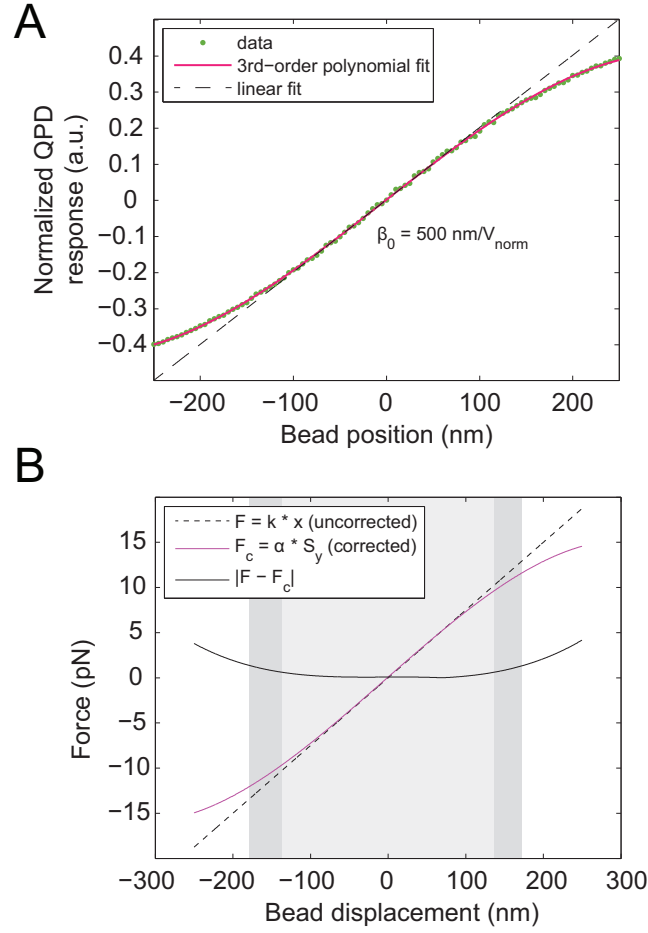 A
data
3rd−order polynomial fit
linear fit
0.4
0.3
0.2
0.1
0
−0.1
−0.2
−0.3
−0.4
Normalized QPD
response (a.u.)
β0 = 500 nm/Vnorm
−200
−100
0
100
200
Bead position (nm)
B
F = k * x (uncorrected)
Fc = α * Sy (corrected)
|F − Fc|
15
10
5
0
−5
−10
−15
Force (pN)
−300
−200
−100
0
100
200
300
Bead displacement (nm)